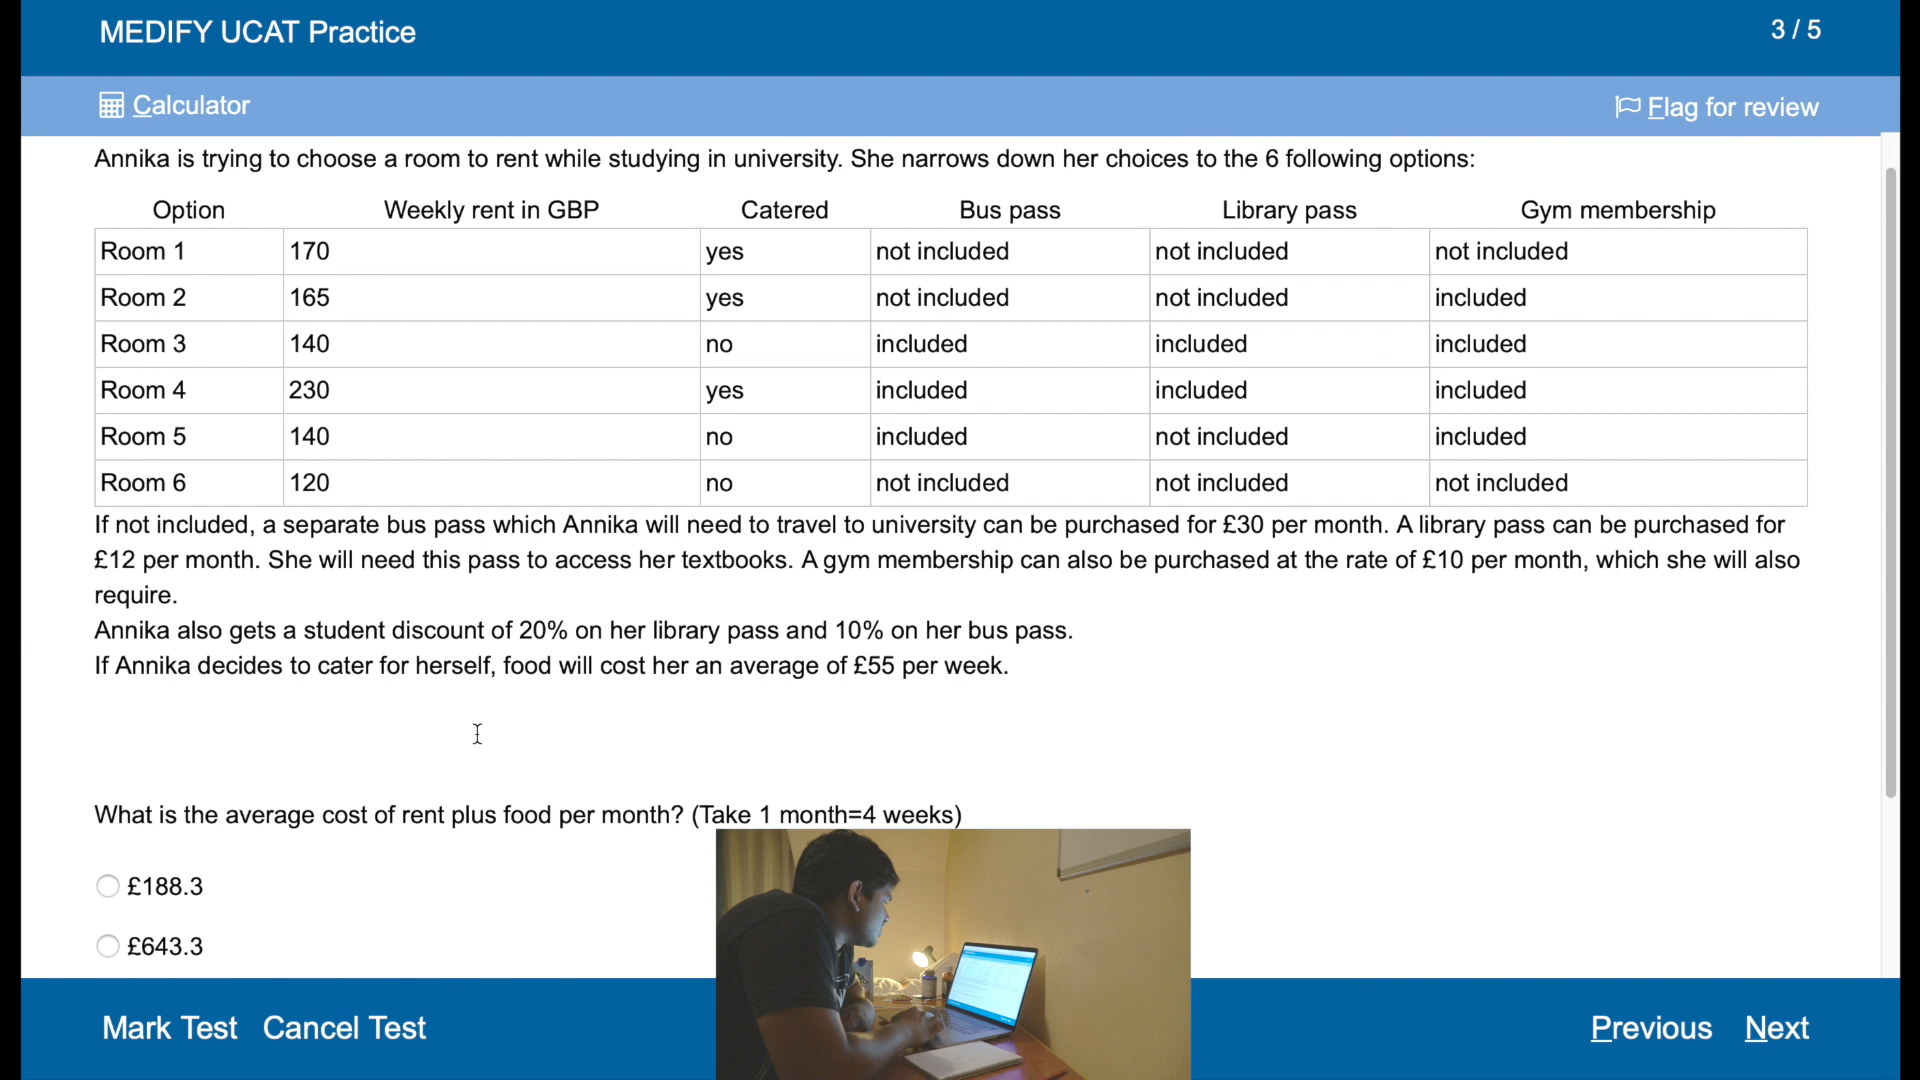 MEDIFY UCAT Practice 3 / 5
Calculator Flag for review
Annika is trying to choose a room to rent while studying in university. She narrows down her choices to the 6 following options:
Option Weekly rent in GBP Catered Bus pass Library pass Gym membership
Room 1 170 yes not included not included not included
Room 2 165 yes not included not included included
Room 3 140 no included included included
Room 4 230 yes included included included
Room 5 140 no included not included included
Room 6 120 no not included not included not included
If not included, a separate bus pass which Annika will need to travel to university can be purchased for £30 per month. A library pass can be purchased for
£12 per month. She will need this pass to access her textbooks. A gym membership can also be purchased at the rate of £10 per month, which she will also
require.
Annika also gets a student discount of 20% on her library pass and 10% on her bus pass.
If Annika decides to cater for herself, food will cost her an average of £55 per week.
What is the average cost of rent plus food per month? (Take 1 month=4 weeks)
£188.3
£643.3
Mark Test Cancel Test Previous Next